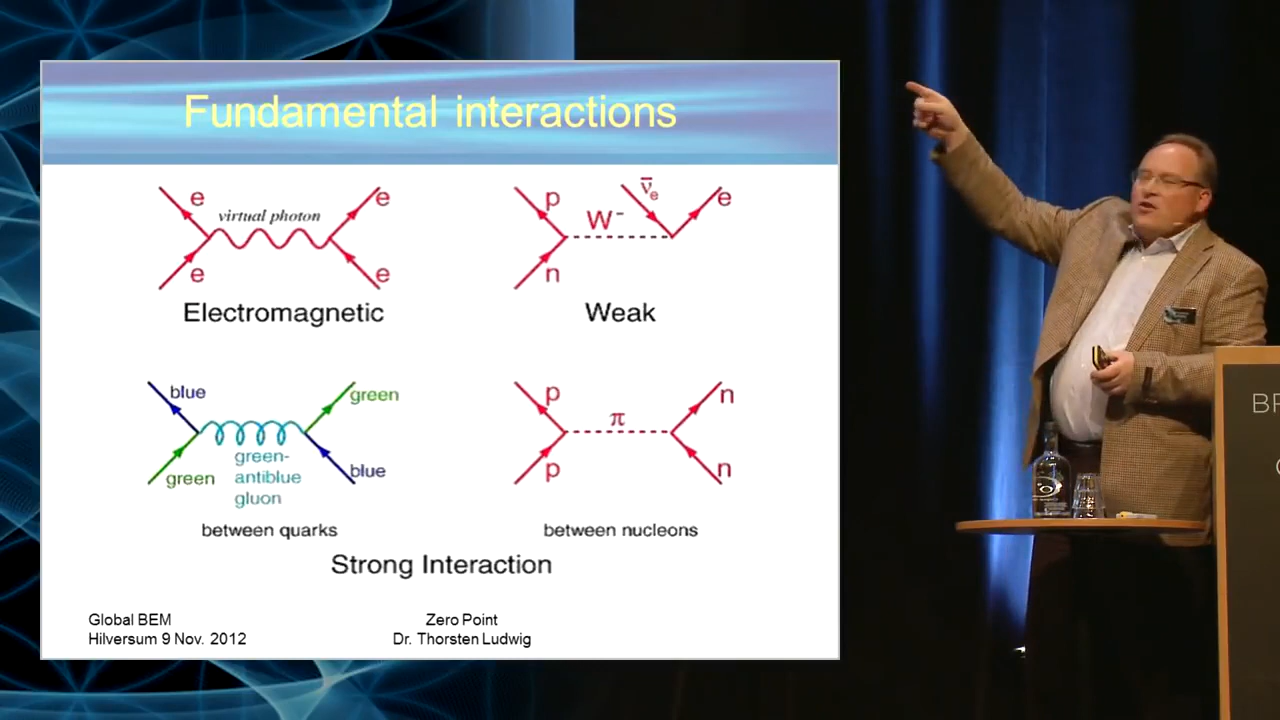 Fundamental interactions
e
virtual photon
e
e
e
Electromagnetic
p
W⁻
ν̄e
e
n
Weak
blue
green
green
green-
antiblue
gluon
blue
between quarks
p
π
n
p
n
between nucleons
Strong Interaction
Global BEM
Hilversum 9 Nov. 2012
Zero Point
Dr. Thorsten Ludwig